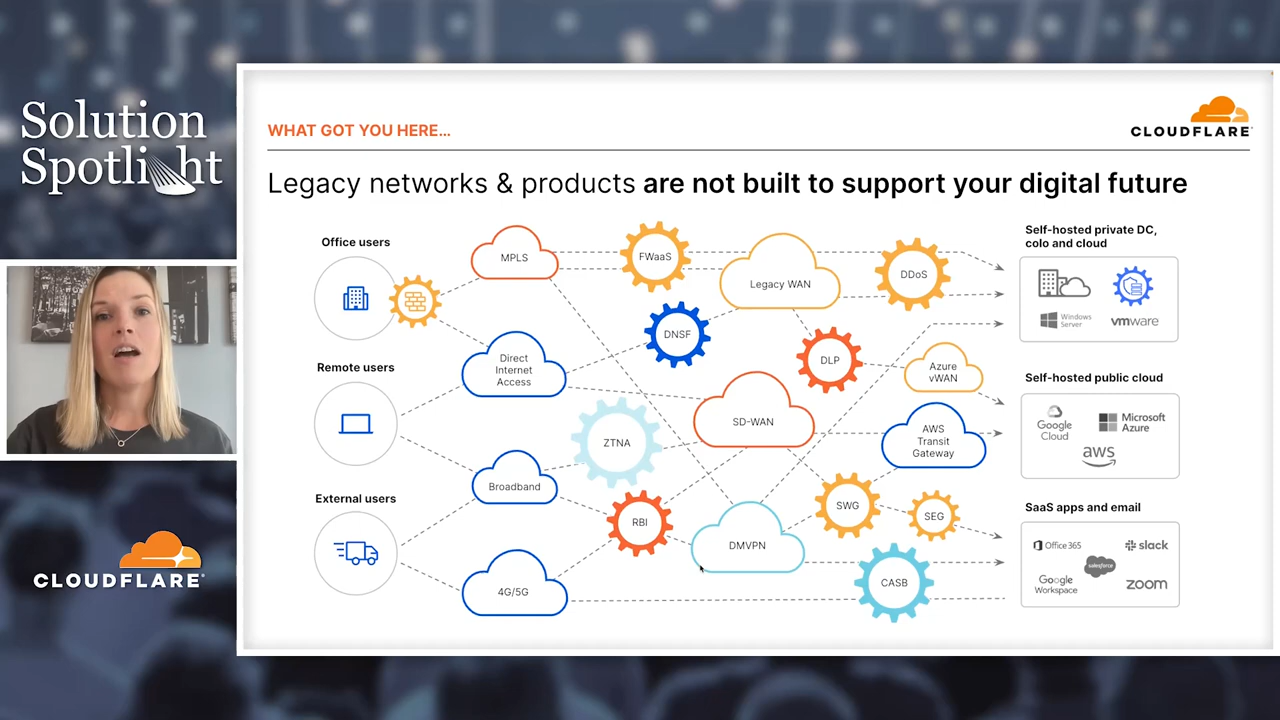 Solution
Spotlight
CLOUDFLARE
WHAT GOT YOU HERE...
CLOUDFLARE
Legacy networks & products are not built to support your digital future
Office users
Remote users
External users
MPLS
Direct
Internet
Access
Broadband
4G/5G
FWaaS
DNSF
ZTNA
RBI
Legacy WAN
SD-WAN
DMVPN
DDoS
DLP
Azure
vWAN
AWS
Transit
Gateway
SWG
SEG
CASB
Self-hosted private DC,
colo and cloud
Windows
Server
vmware
Self-hosted public cloud
Google
Cloud
Microsoft
Azure
aws
SaaS apps and email
Office 365
slack
salesforce
Google
Workspace
zoom